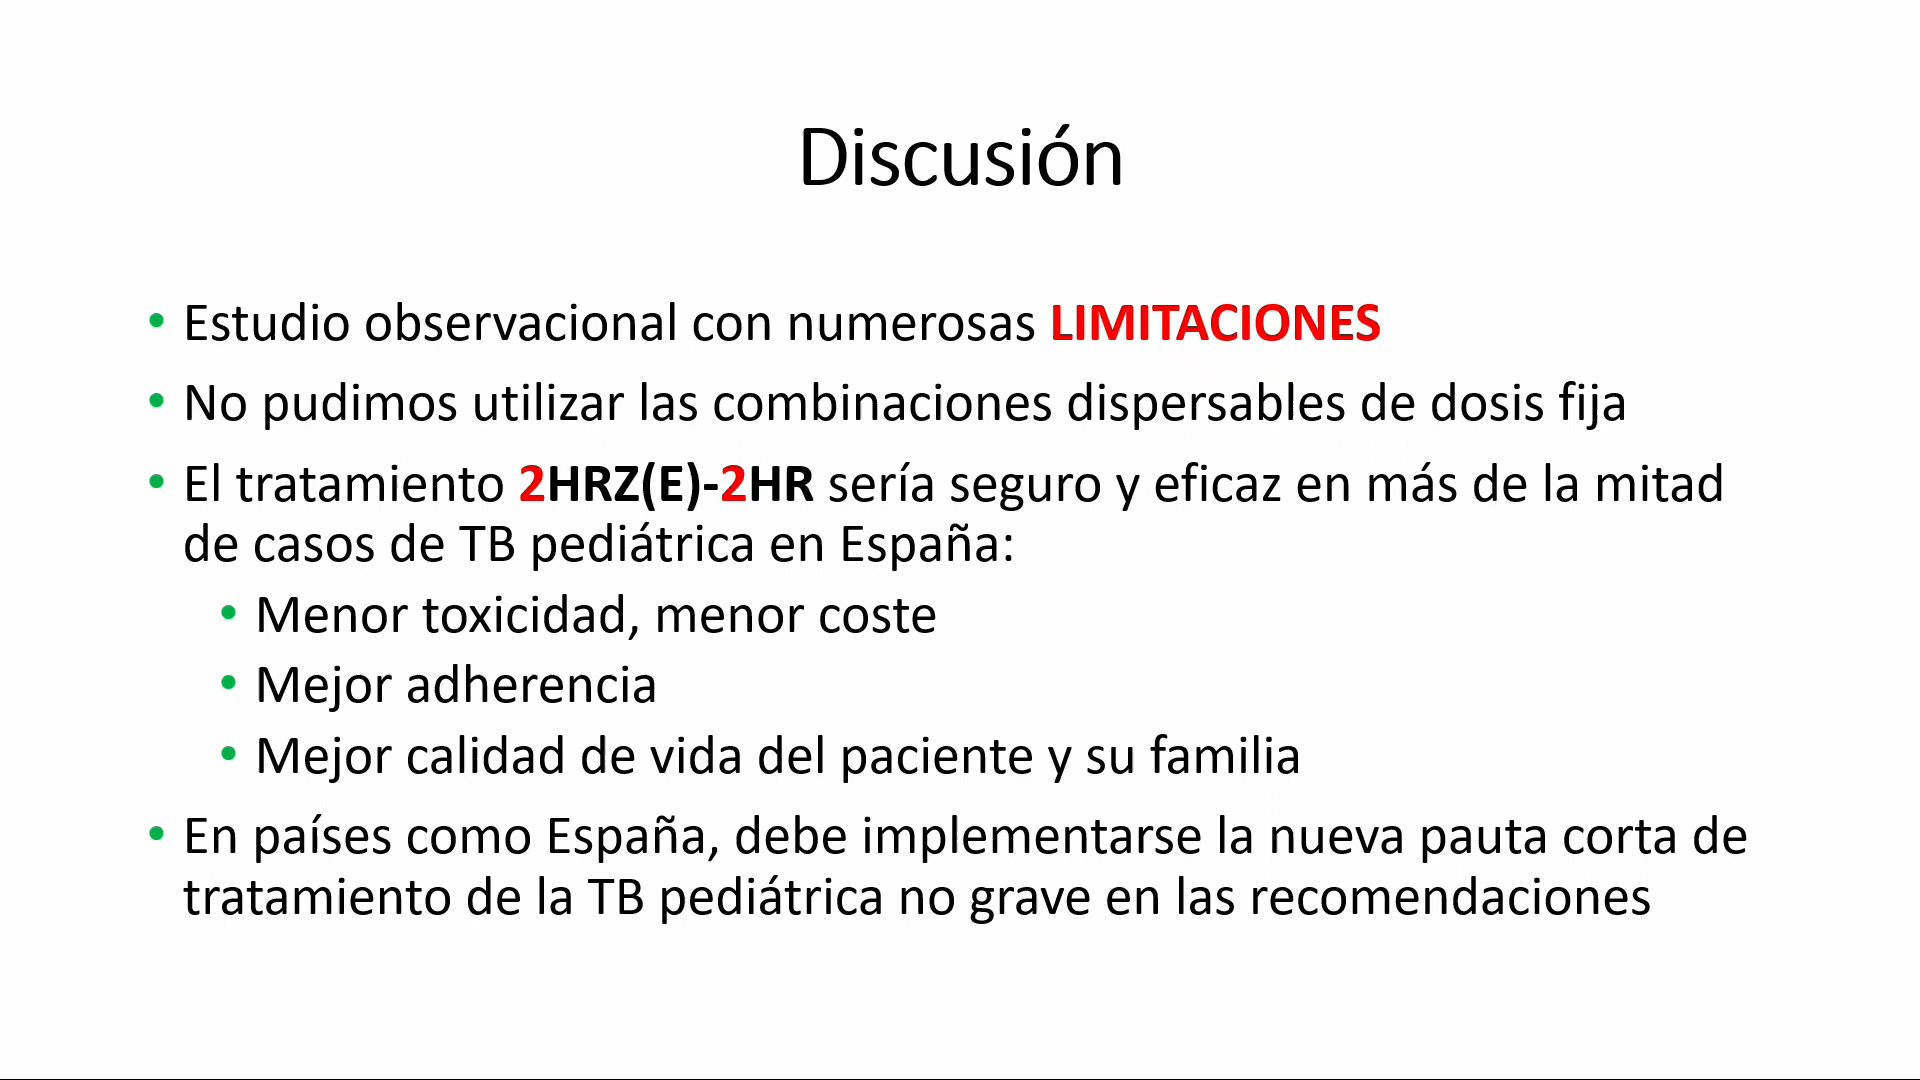 Discusión
• Estudio observacional con numerosas LIMITACIONES
• No pudimos utilizar las combinaciones dispersables de dosis fija
• El tratamiento 2HRZ(E)-2HR sería seguro y eficaz en más de la mitad
de casos de TB pediátrica en España:
• Menor toxicidad, menor coste
• Mejor adherencia
• Mejor calidad de vida del paciente y su familia
• En países como España, debe implementarse la nueva pauta corta de
tratamiento de la TB pediátrica no grave en las recomendaciones